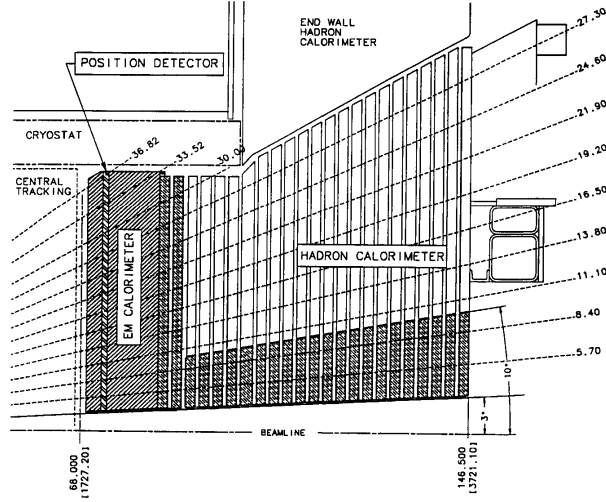 END WALL
HADRON
CALORIMETER
POSITION DETECTOR
CRYOSTAT
CENTRAL
TRACKING
36.82
33.52
30.00
27.30
24.60
21.90
19.20
16.50
13.80
11.10
8.40
5.70
EM CALORIMETER
HADRON CALORIMETER
10°
3°
BEAMLINE
68.000
[1727.20]
146.500
[3721.10]